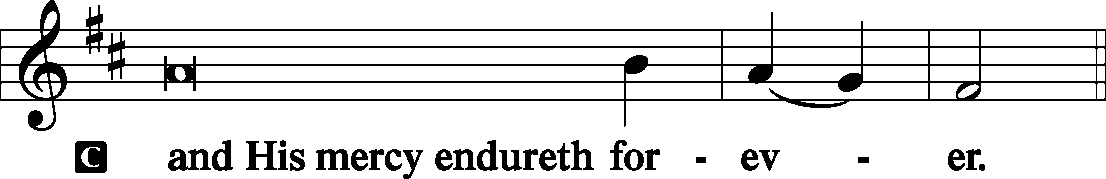 C and His mercy endureth for - ev - er.